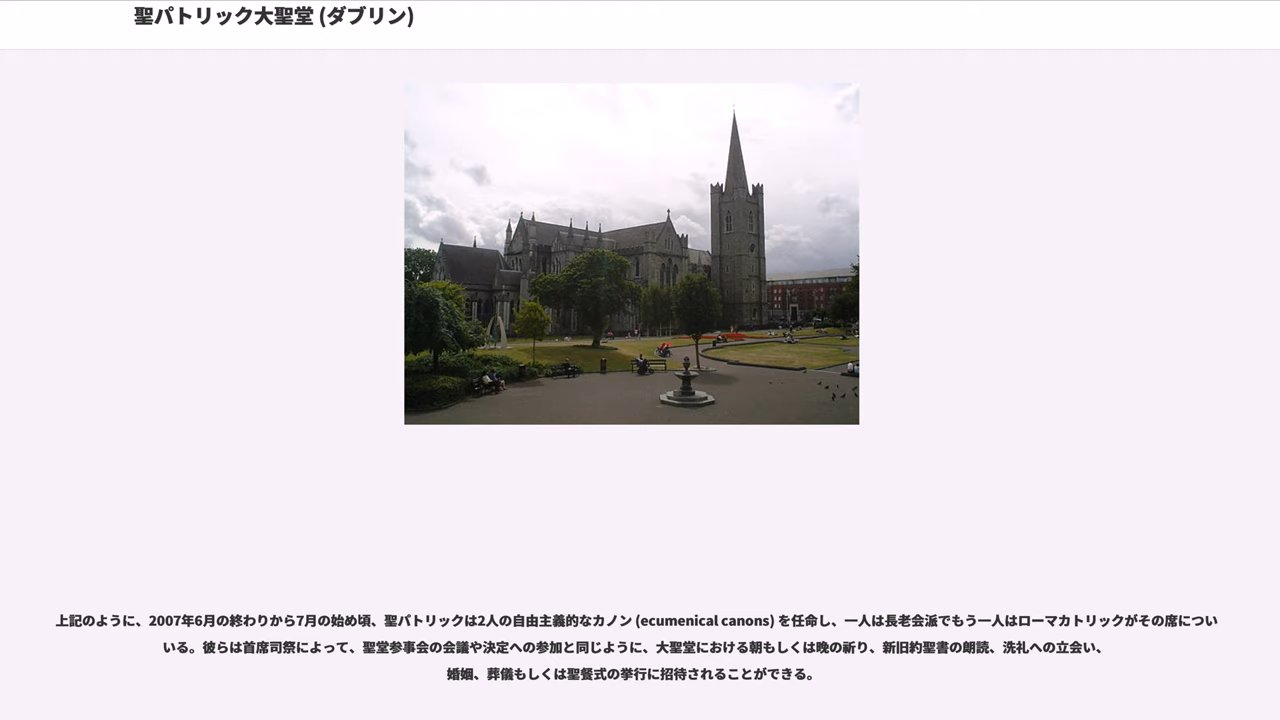 聖パトリック大聖堂 (ダブリン)
上記のように、2007年6月の終わりから7月の始め頃、聖パトリックは2人の自由主義的なカノン (ecumenical canons) を任命し、一人は長老会派でもう一人はローマカトリックがその席につい
いる。彼らは首席司祭によって、聖堂参事会の会議や決定への参加と同じように、大聖堂における朝もしくは晩の祈り、新旧約聖書の朗読、洗礼への立会い、
婚姻、葬儀もしくは聖餐式の挙行に招待されることができる。